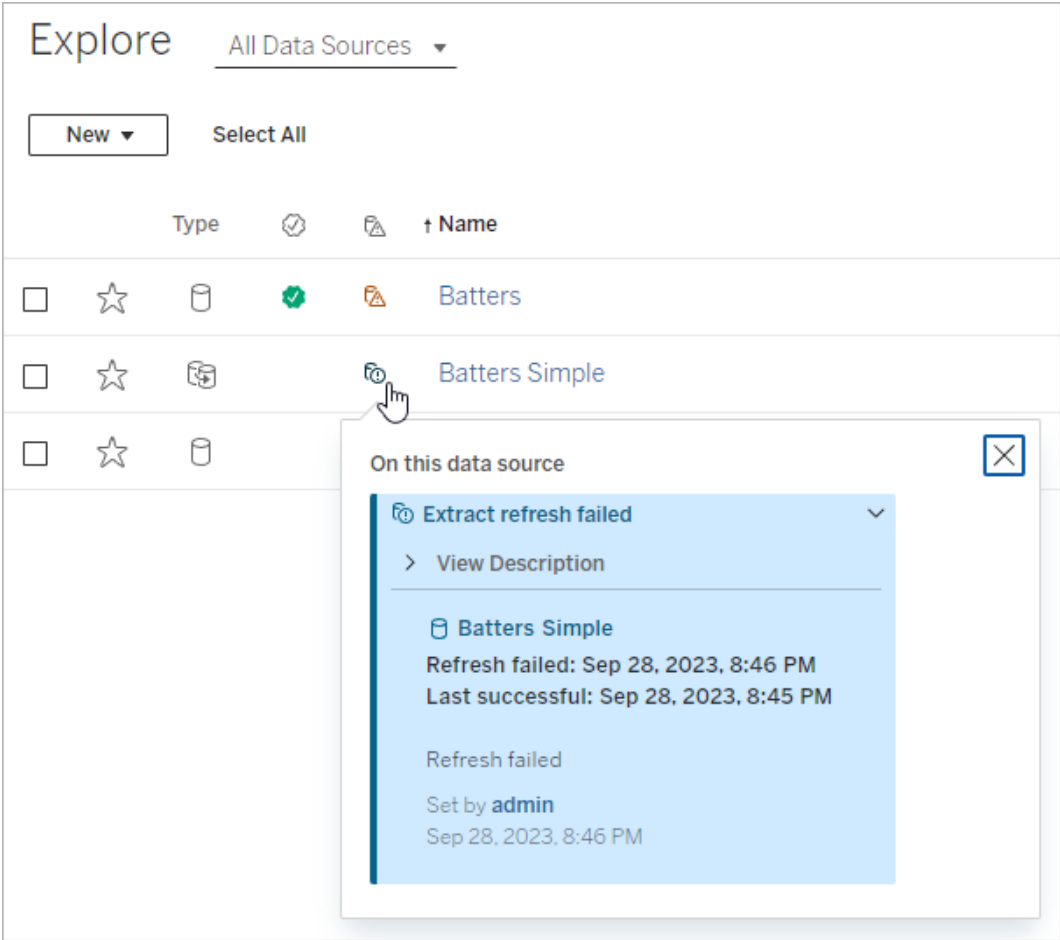 Explore All Data Sources
New Select All
Type Name
Batters
Batters Simple
On this data source
Extract refresh failed
View Description
Batters Simple
Refresh failed: Sep 28, 2023, 8:46 PM
Last successful: Sep 28, 2023, 8:45 PM
Refresh failed
Set by admin
Sep 28, 2023, 8:46 PM